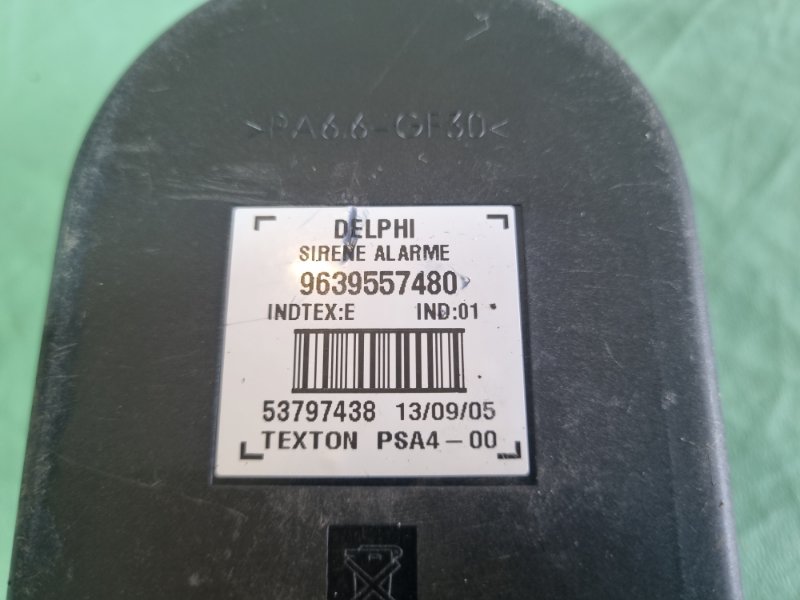 >PA6.6-GF30<
DELPHI
SIRENE ALARME
9639557480
INDTEX:E IND:01
53797438 13/09/05
TEXTON PSA4-00